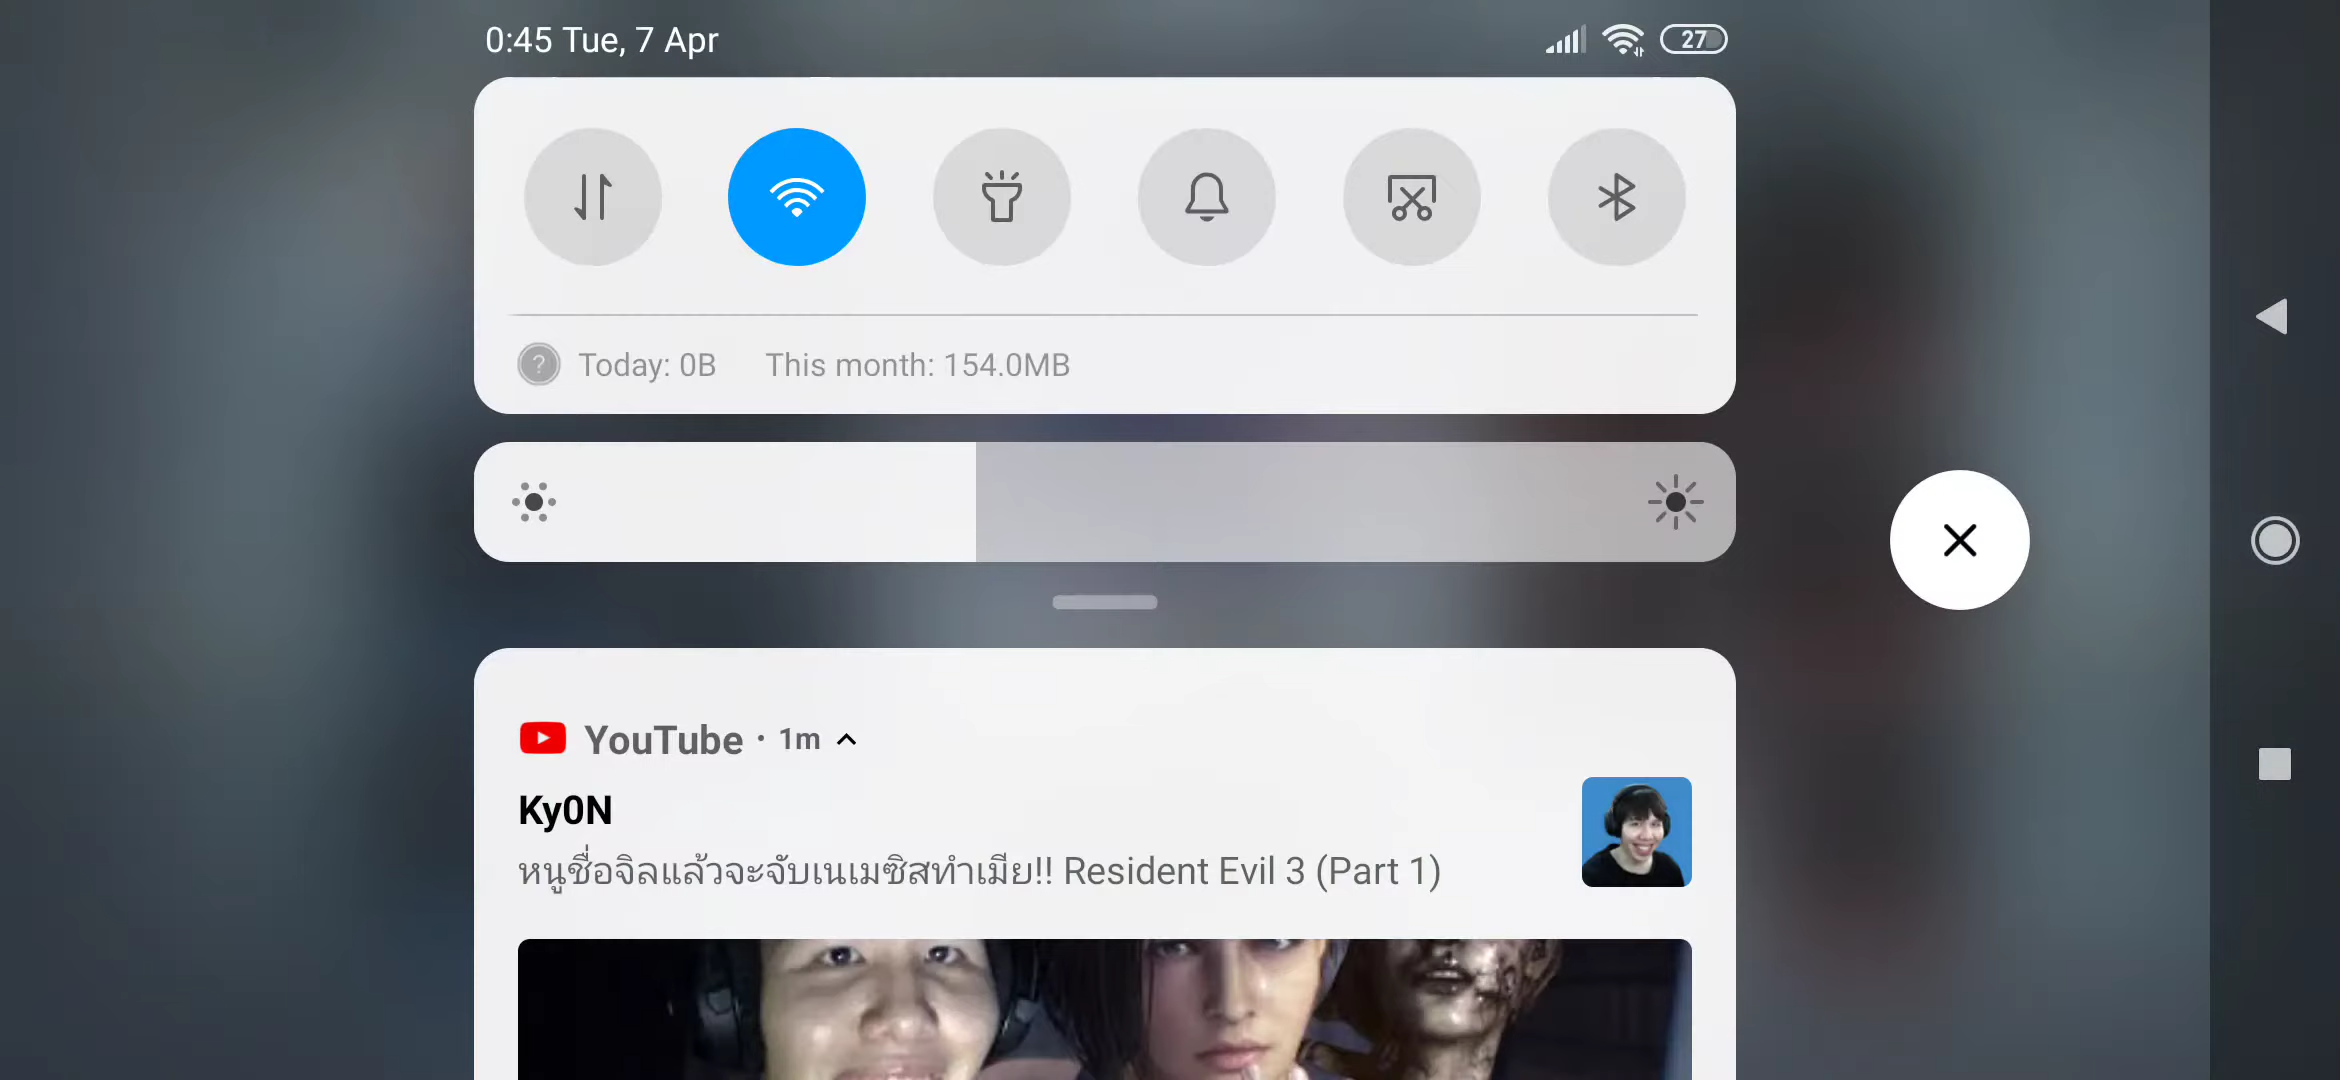 0:45 Tue, 7 Apr
27
Today: 0B This month: 154.0MB
YouTube · 1m
Ky0N
หนูชื่อจิลแล้วจะจับเนเมซิสทำเมีย!! Resident Evil 3 (Part 1)